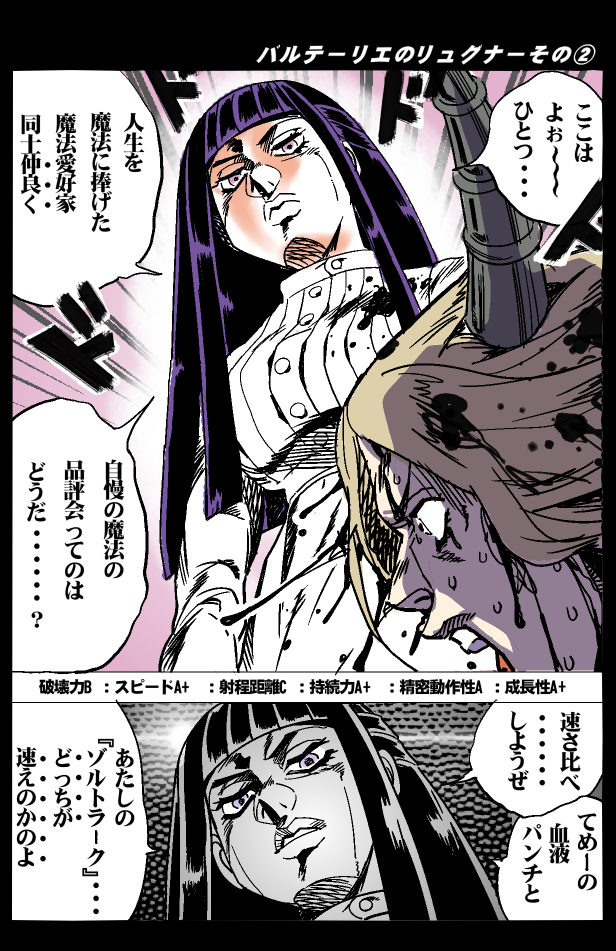 バルテーリエのリュグナーその②
ここは
よぉ～～
ひとつ・・・
人生を
魔法に捧げた
魔法愛好家
同士仲良く
ドド
ド
ド
自慢の魔法の
品評会ってのは
どうだ・・・・・・？
破壊力B ：スピードA+ ：射程距離C ：持続力A+ ：精密動作性A ：成長性A+
速さ比べ
しようぜ
てめーの
血液
パンチと
あたしの
『ゾルトラーク』・・・
どっちが
速えのかのよ